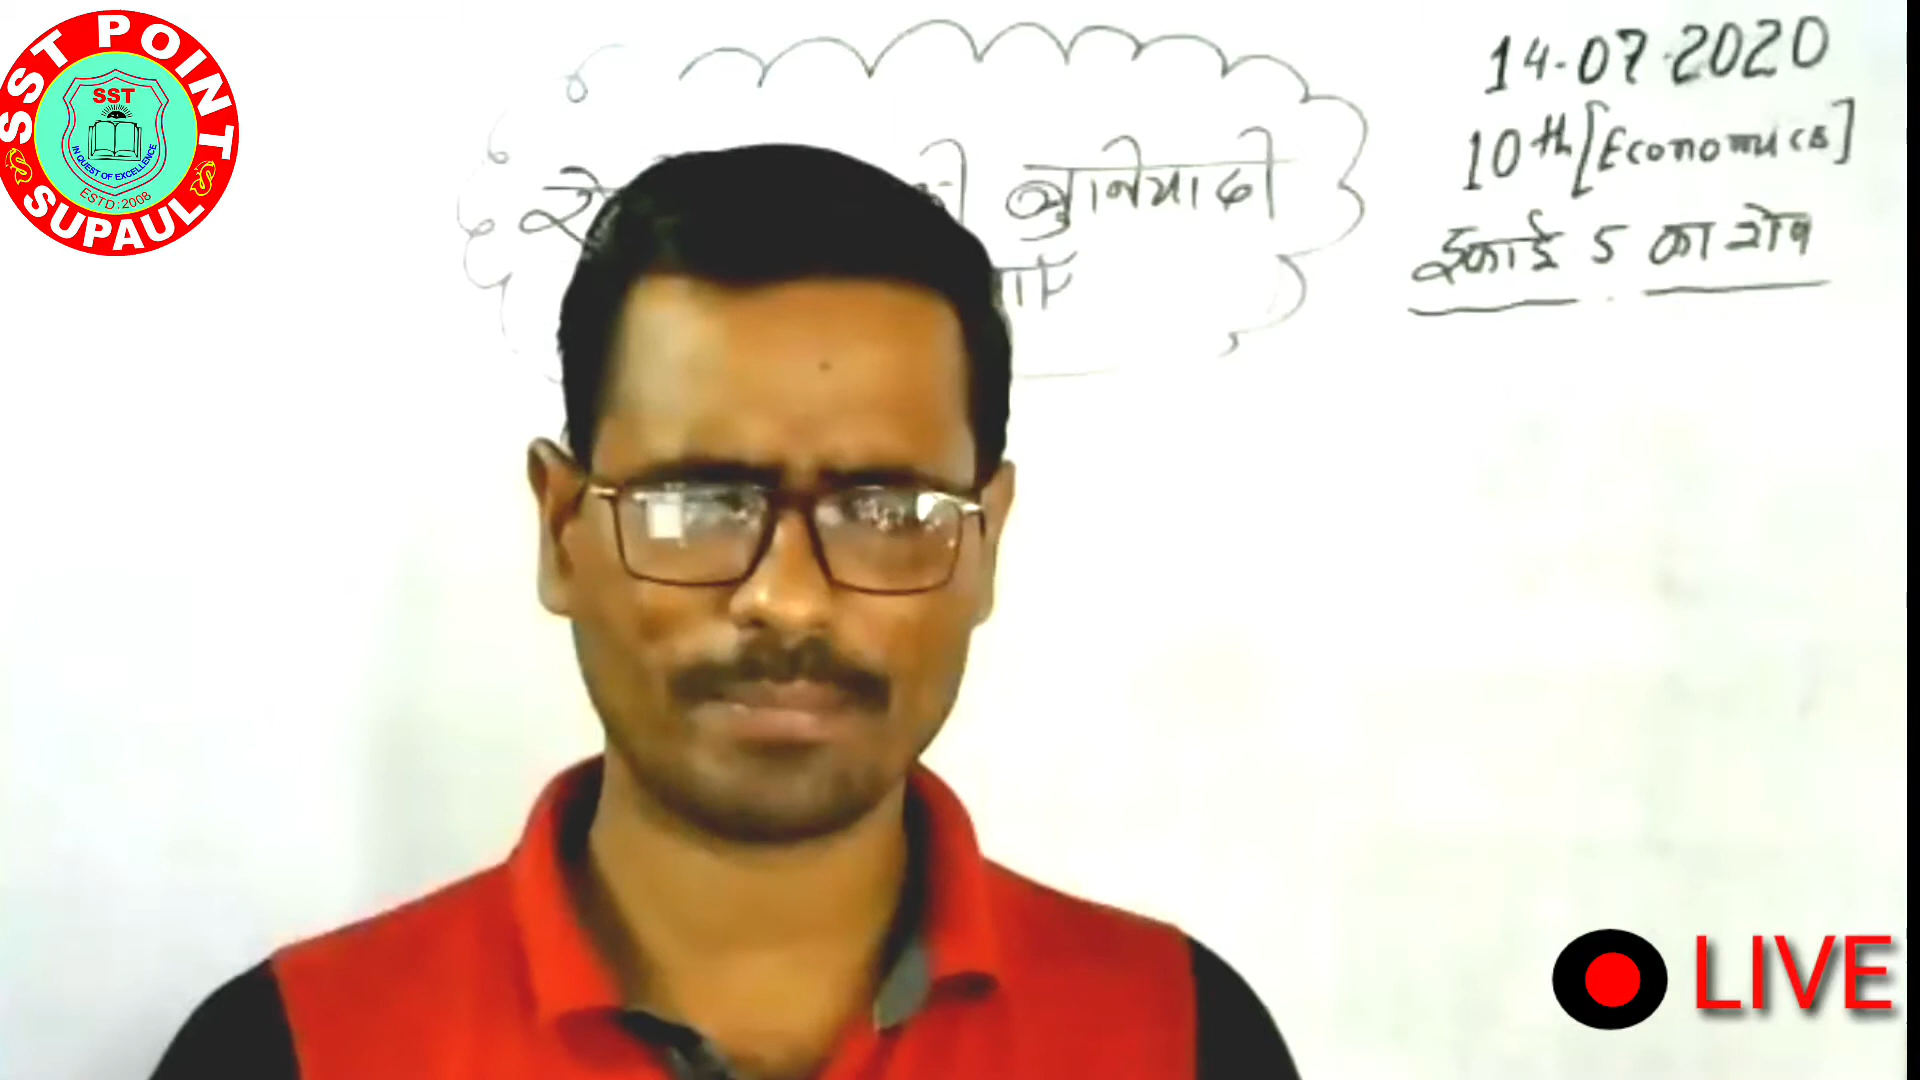 SST POINT
SST
IN QUEST OF EXCELLENCE
ESTD:2008
SUPAUL
14-07-2020
10th [Economics]
इकाई 5 का शेष
की बुनियादी
LIVE